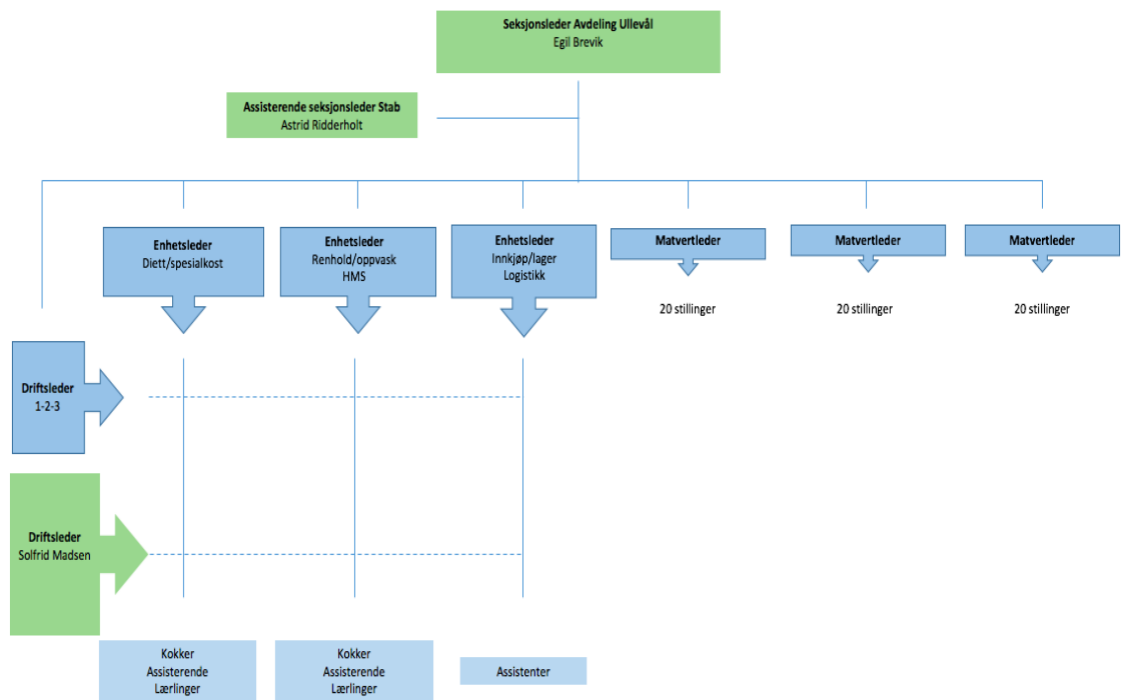 Seksjonsleder Avdeling Ullevål
Egil Brevik
Assisterende seksjonsleder Stab
Astrid Ridderholt
Enhetsleder
Diett/spesialkost
Enhetsleder
Renhold/oppvask
HMS
Enhetsleder
Innkjøp/lager
Logistikk
Matvertleder
Matvertleder
Matvertleder
20 stillinger
20 stillinger
20 stillinger
Driftsleder
1-2-3
Driftsleder
Solfrid Madsen
Kokker
Assisterende
Lærlinger
Kokker
Assisterende
Lærlinger
Assistenter